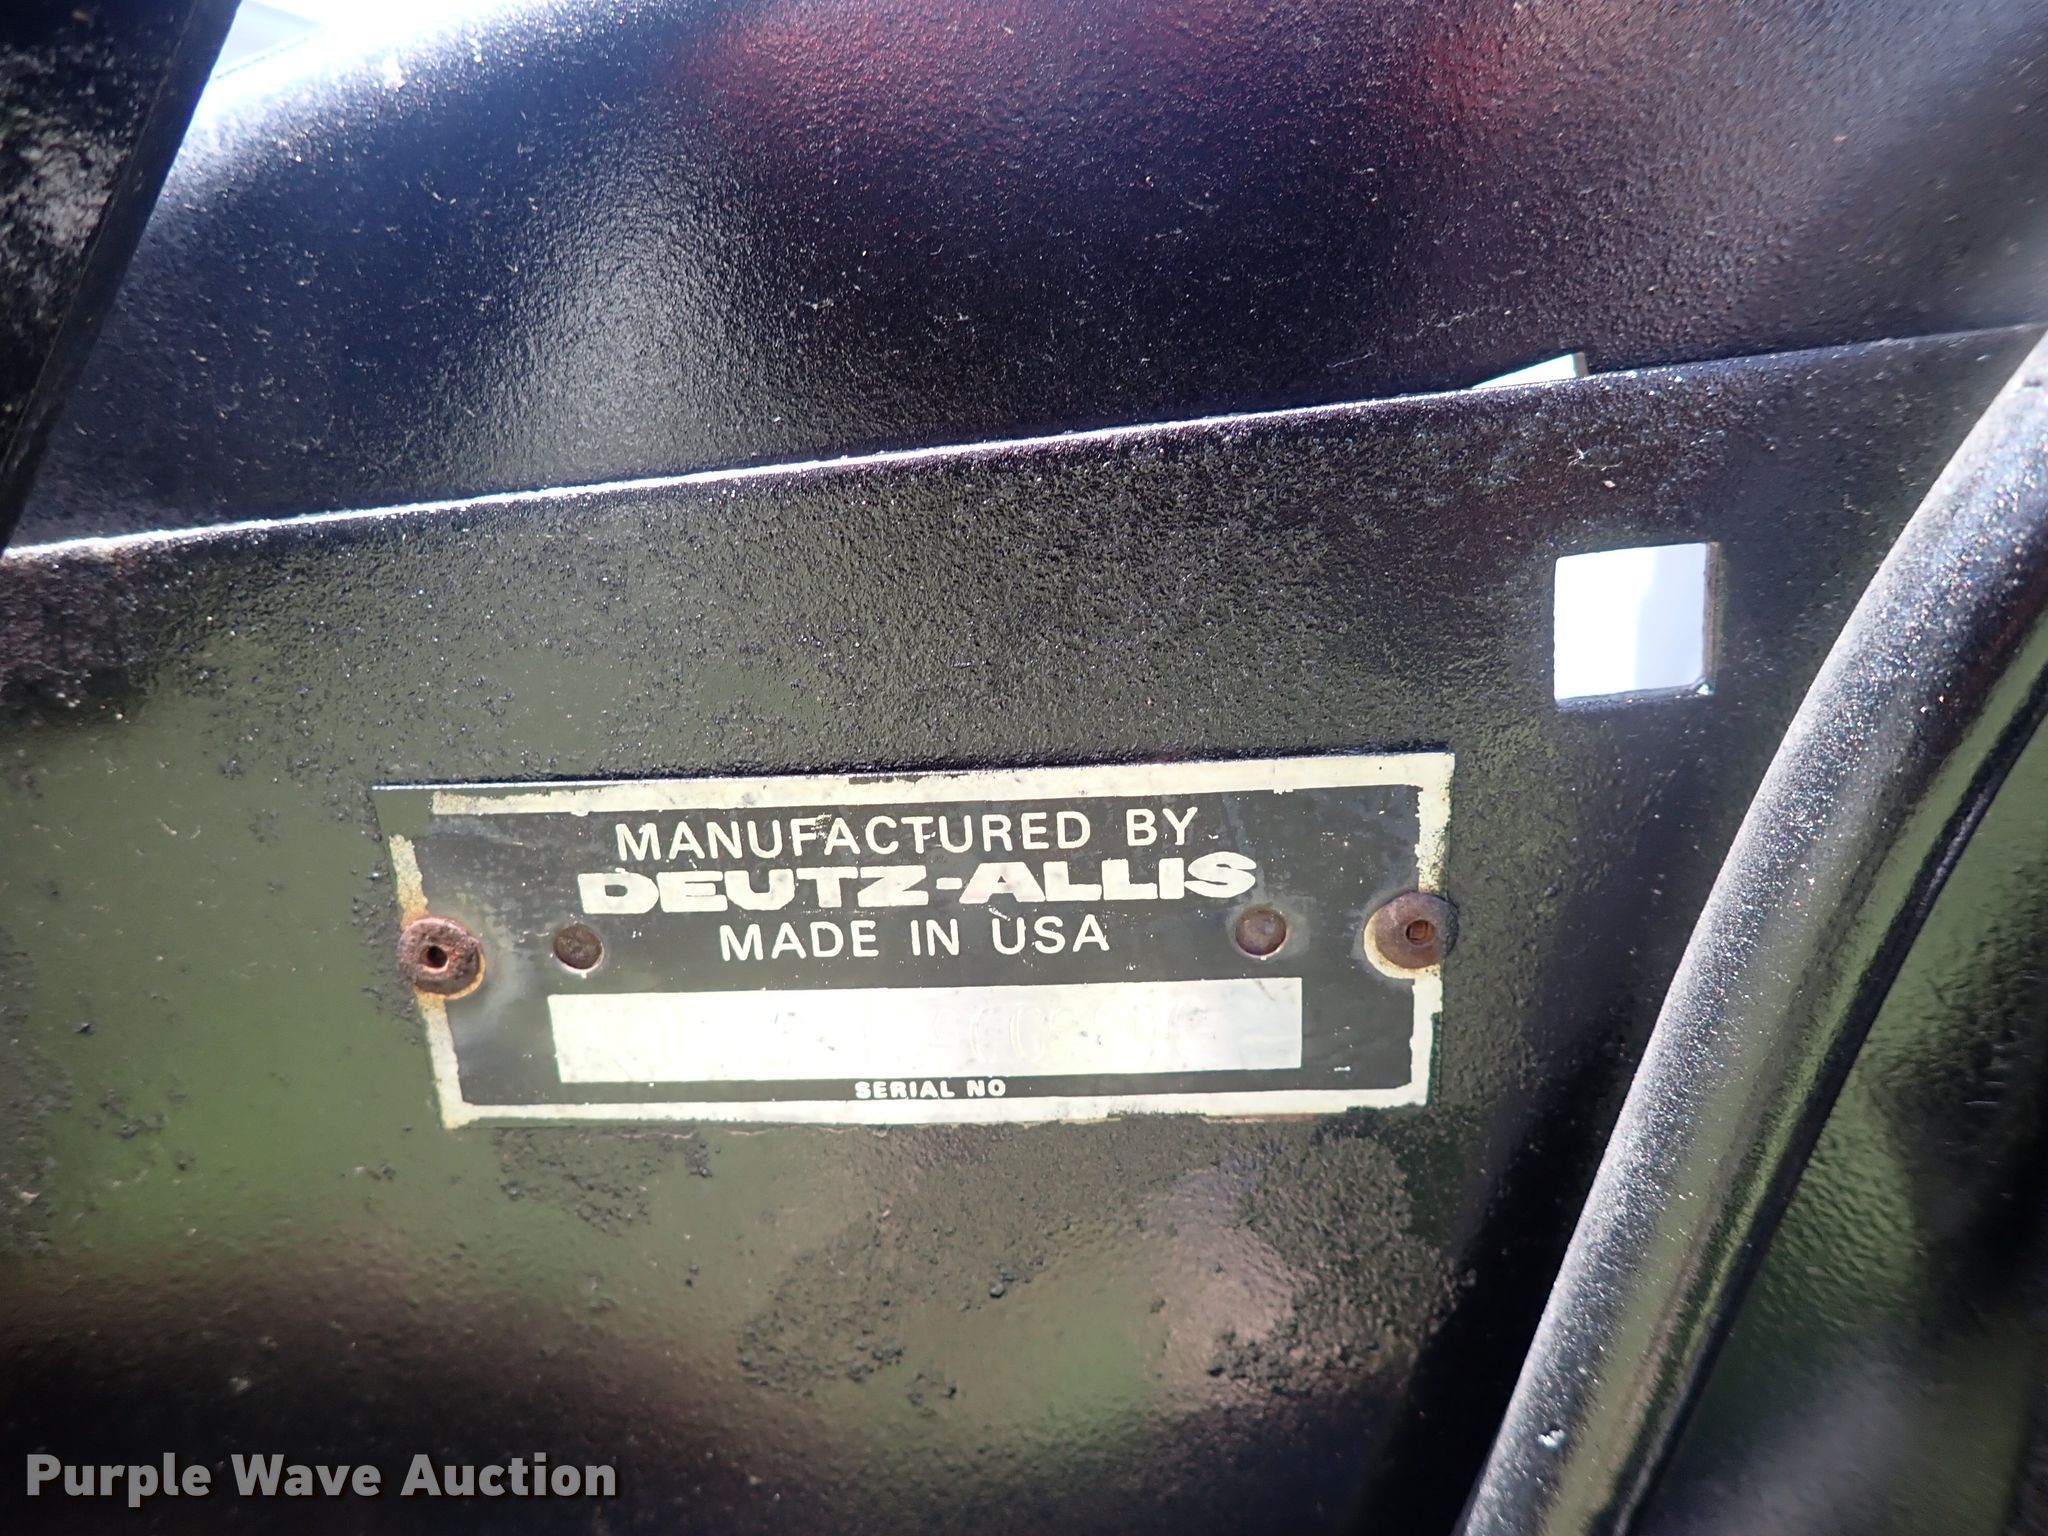 MANUFACTURED BY
DEUTZ-ALLIS
MADE IN USA
SERIAL NO
Purple Wave Auction